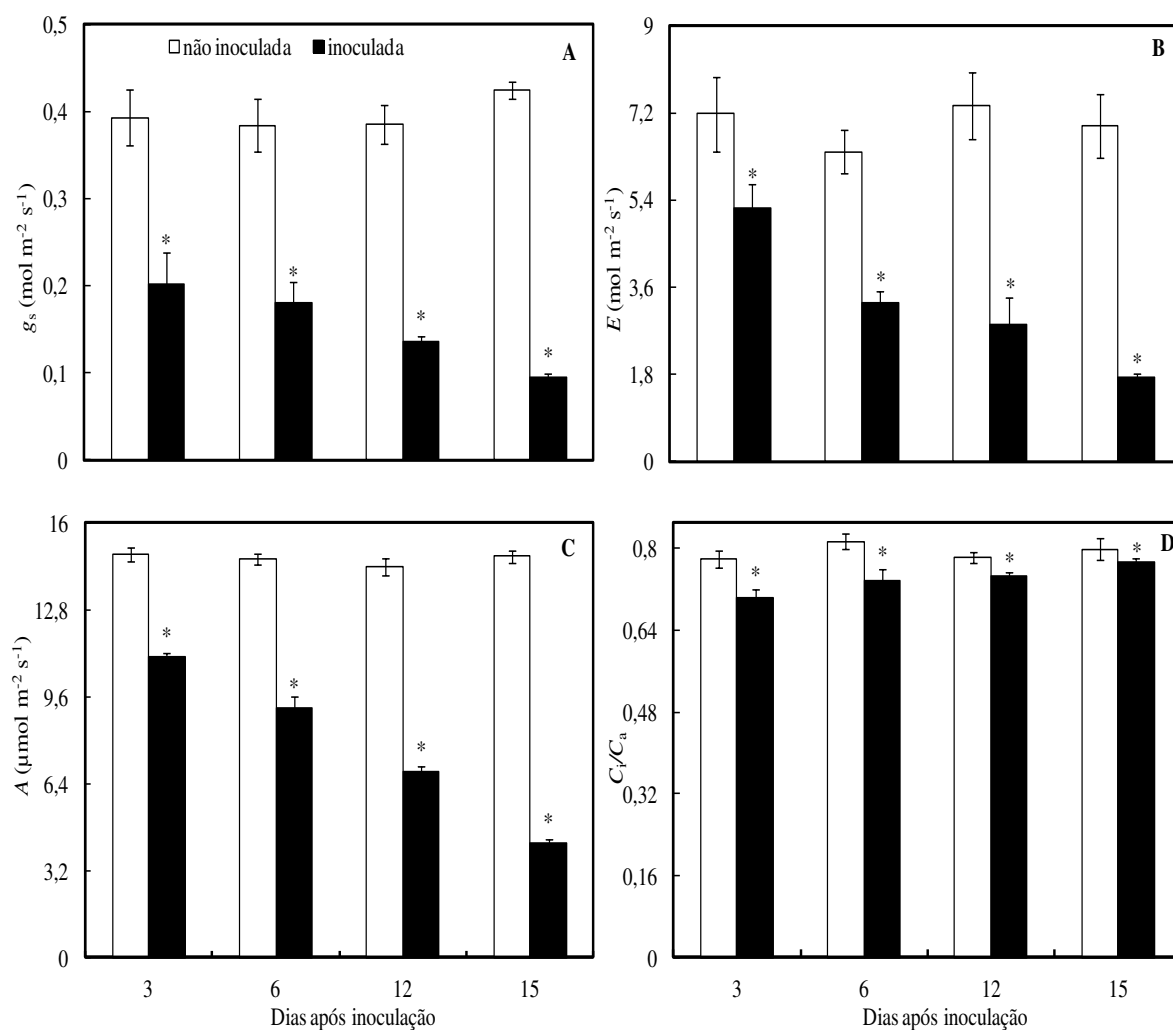 0,5
não inoculada inoculada A
0,4
0,3
0,2
0,1
0
gs (mol m-2 s-1)
* * * *
9
B
7,2
5,4
3,6
1,8
0
E (mol m-2 s-1)
* * * *
16
C
12,8
9,6
6,4
3,2
0
A (µmol m-2 s-1)
* * * *
3 6 12 15
Dias após inoculação
0,8
D
0,64
0,48
0,32
0,16
0
Ci/Ca
* * * *
3 6 12 15
Dias após inoculação